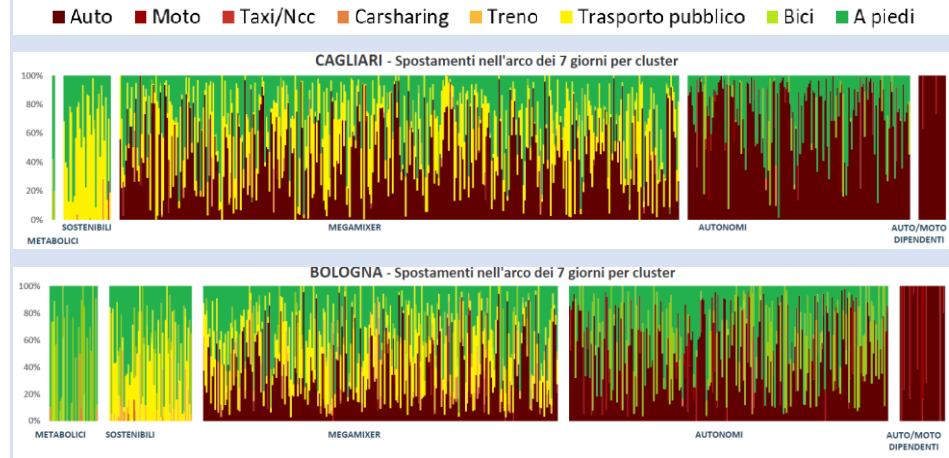 Auto Moto Taxi/Ncc Carsharing Treno Trasporto pubblico Bici A piedi
CAGLIARI - Spostamenti nell'arco dei 7 giorni per cluster
100%
80%
60%
40%
20%
0%
SOSTENIBILI MEGAMIXER AUTONOMI AUTO/MOTO
METABOLICI DIPENDENTI
BOLOGNA - Spostamenti nell'arco dei 7 giorni per cluster
100%
80%
60%
40%
20%
0%
METABOLICI SOSTENIBILI MEGAMIXER AUTONOMI AUTO/MOTO
DIPENDENTI